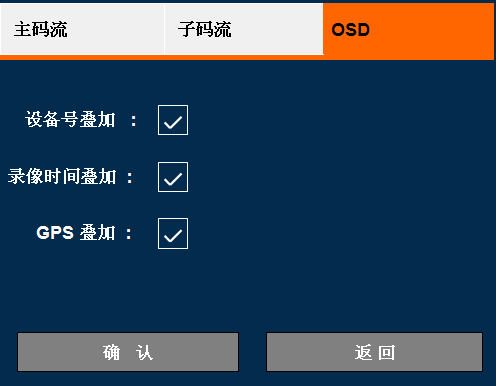 主码流 子码流 OSD
设备号叠加 :
录像时间叠加 :
GPS 叠加 :
确 认 返 回